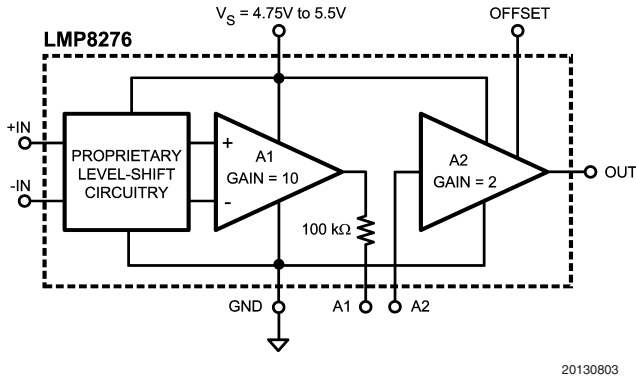 V_S = 4.75V to 5.5V
OFFSET
LMP8276
+IN
-IN
PROPRIETARY
LEVEL-SHIFT
CIRCUITRY
+
-
A1
GAIN = 10
A2
GAIN = 2
OUT
100 kΩ
GND
A1
A2
20130803